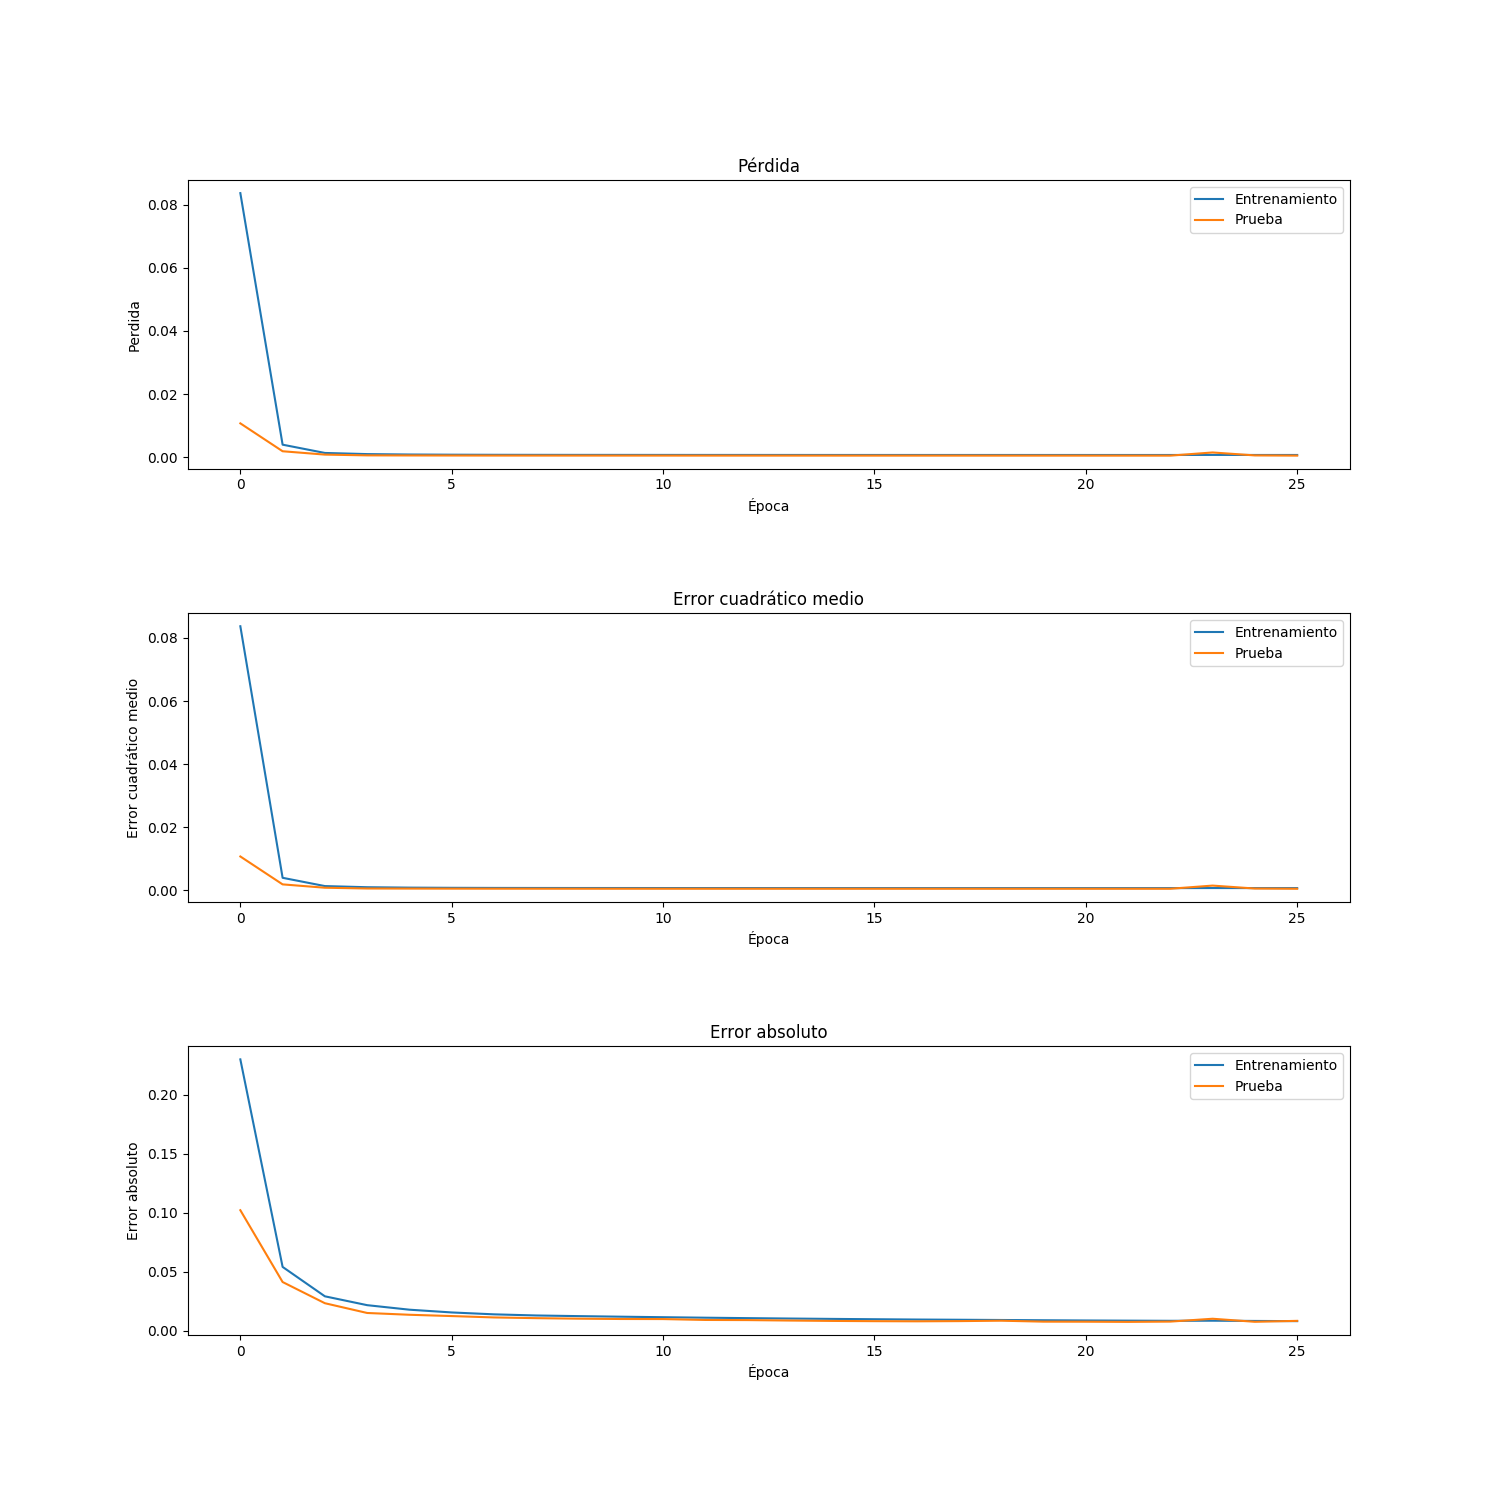 Pérdida
Entrenamiento
Prueba
0.08
0.06
0.04
0.02
0.00
Perdida
0 5 10 15 20 25
Época
Error cuadrático medio
Entrenamiento
Prueba
0.08
0.06
0.04
0.02
0.00
Error cuadrático medio
0 5 10 15 20 25
Época
Error absoluto
Entrenamiento
Prueba
0.20
0.15
0.10
0.05
0.00
Error absoluto
0 5 10 15 20 25
Época